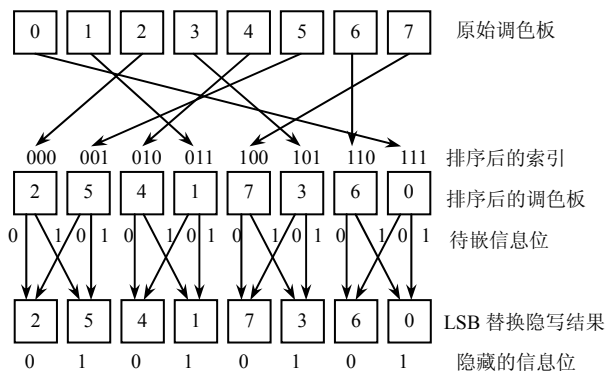 0 1 2 3 4 5 6 7 原始调色板
000 001 010 011 100 101 110 111 排序后的索引
2 5 4 1 7 3 6 0 排序后的调色板
0 1 0 1 0 1 0 1 0 1 0 1 0 1 0 1 待嵌信息位
2 5 4 1 7 3 6 0 LSB 替换隐写结果
0 1 0 1 0 1 0 1 隐藏的信息位